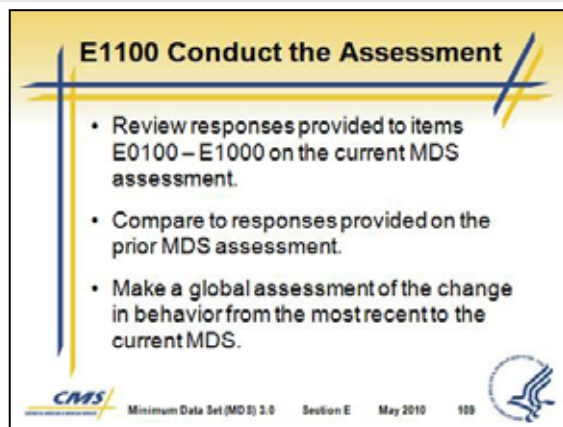 E1100 Conduct the Assessment
• Review responses provided to items
E0100 – E1000 on the current MDS
assessment.
• Compare to responses provided on the
prior MDS assessment.
• Make a global assessment of the change
in behavior from the most recent to the
current MDS.
CMS
Minimum Data Set (MDS) 3.0 Section E May 2010 109